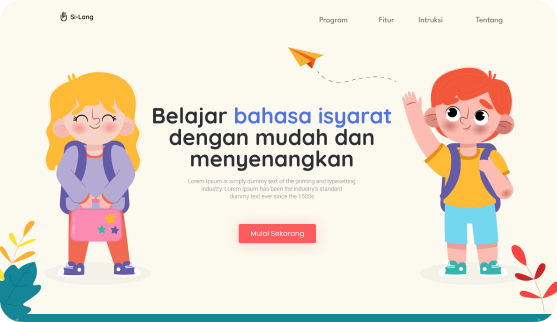 Si-Lang
Program Fitur Intruksi Tentang
Belajar bahasa isyarat
dengan mudah dan
menyenangkan
Lorem Ipsum is simply dummy text of the printing and typesetting
industry. Lorem Ipsum has been the industry's standard
dummy text ever since the 1500s
Mulai Sekarang